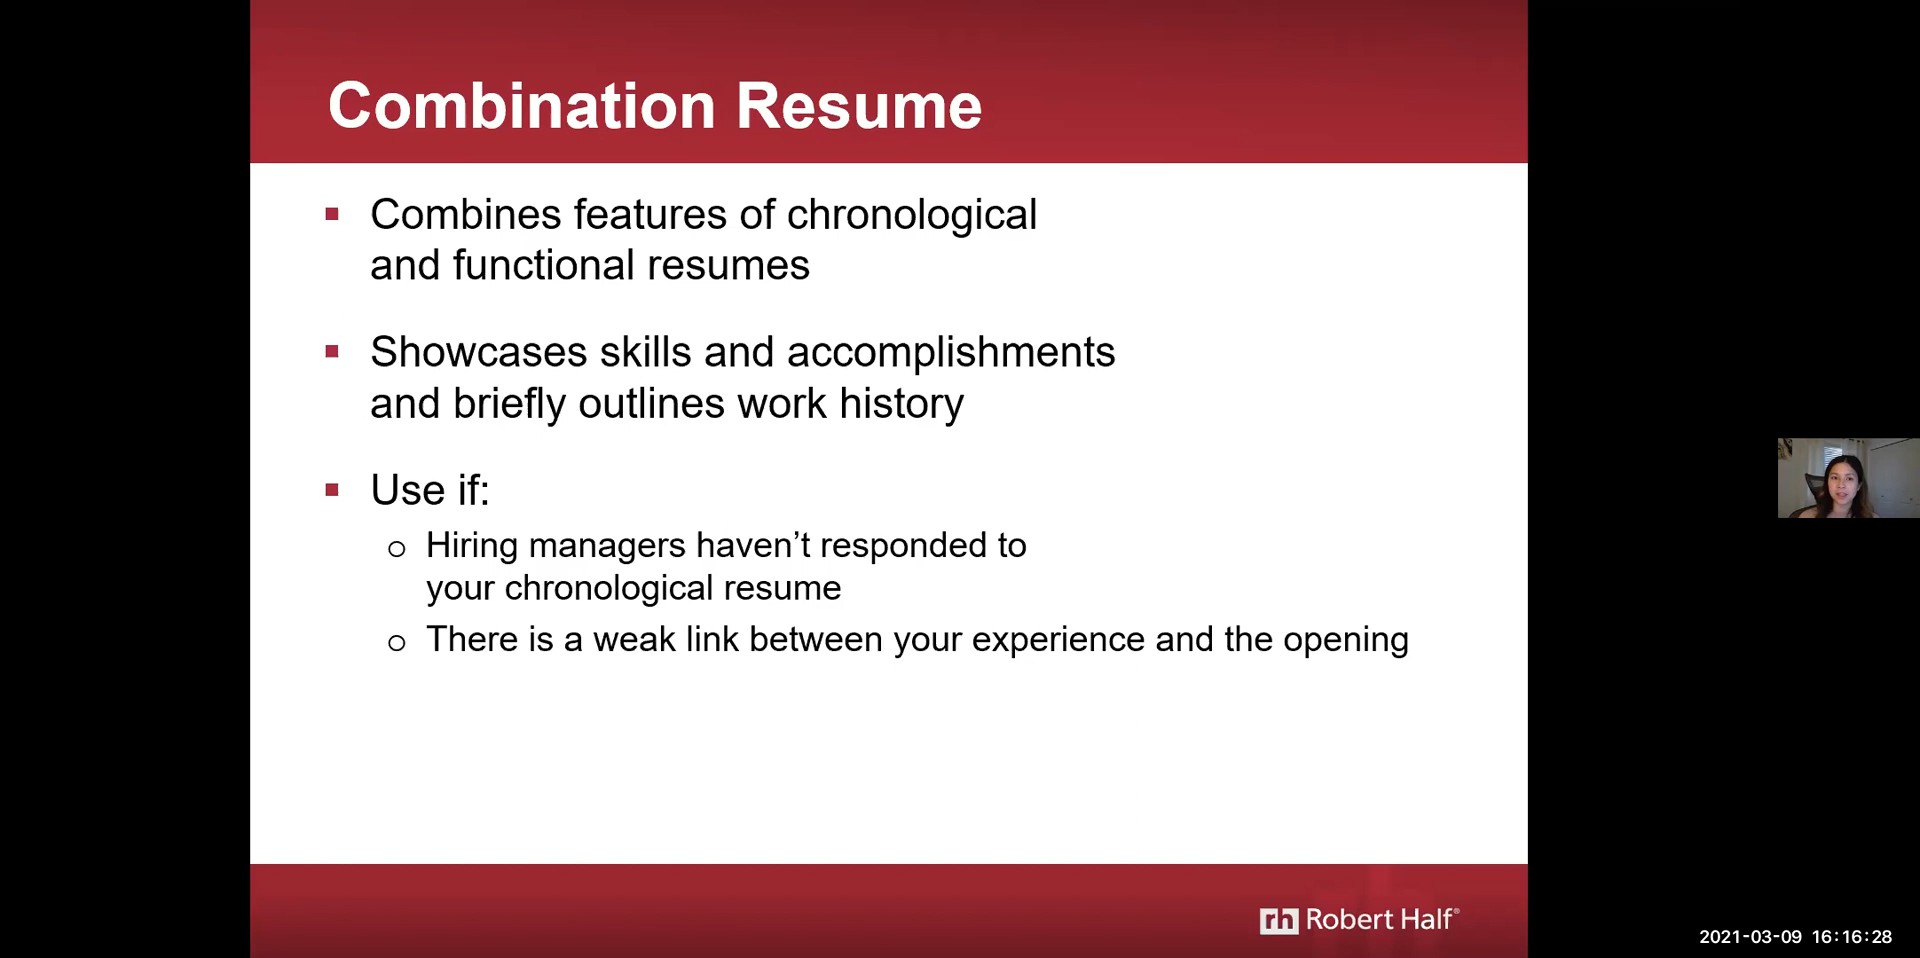 Combination Resume
Combines features of chronological
and functional resumes
Showcases skills and accomplishments
and briefly outlines work history
Use if:
Hiring managers haven’t responded to
your chronological resume
There is a weak link between your experience and the opening
rh Robert Half®
2021-03-09 16:16:28